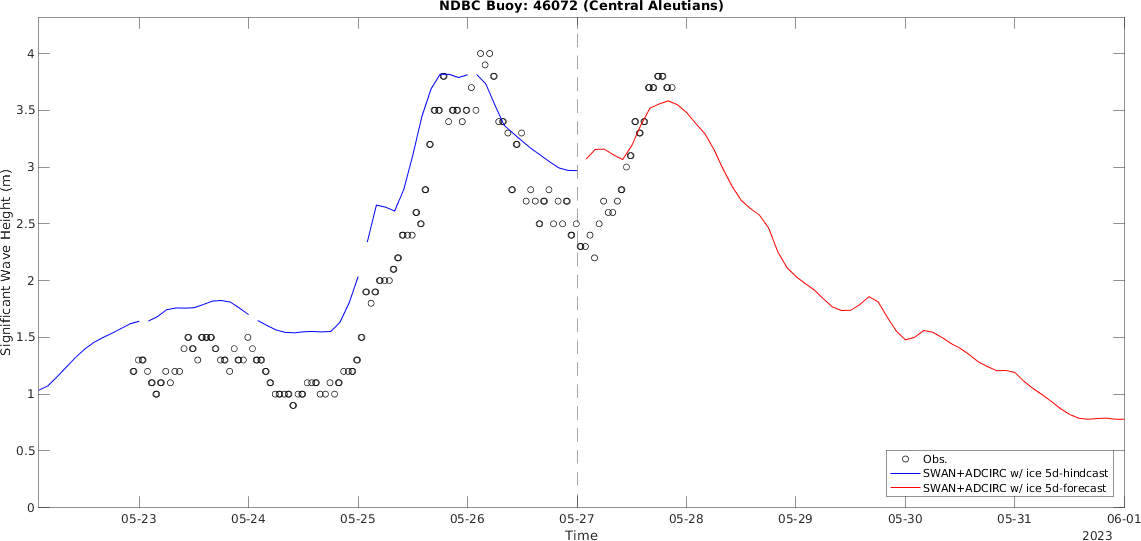 NDBC Buoy: 46072 (Central Aleutians)
Significant Wave Height (m)
4
3.5
3
2.5
2
1.5
1
0.5
0
Obs.
SWAN+ADCIRC w/ ice 5d-hindcast
SWAN+ADCIRC w/ ice 5d-forecast
05-23 05-24 05-25 05-26 05-27 05-28 05-29 05-30 05-31 06-01
Time
2023